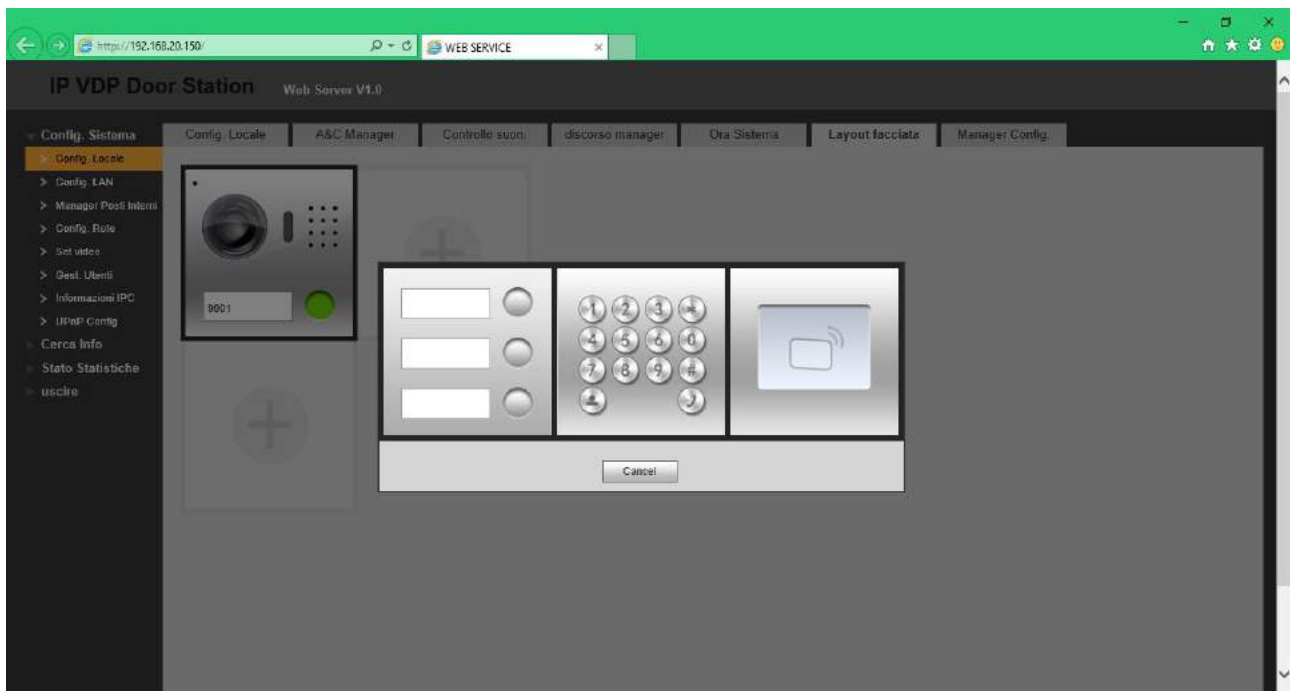 http://192.168.20.150/
WEB SERVICE
IP VDP Door Station Web Server V1.0
Config. Sistema
Config. Locale
Config. LAN
Manager Posti Interni
Config. Rete
Set video
Gest. Utenti
Informazioni IPC
UPnP Config
Cerca Info
Stato Statistiche
uscire
Config. Locale A&C Manager Controllo suon. discorso manager Ora Sistema Layout facciata Manager Config.
9901
1 2 3 *
4 5 6 0
7 8 9 #
Cancel